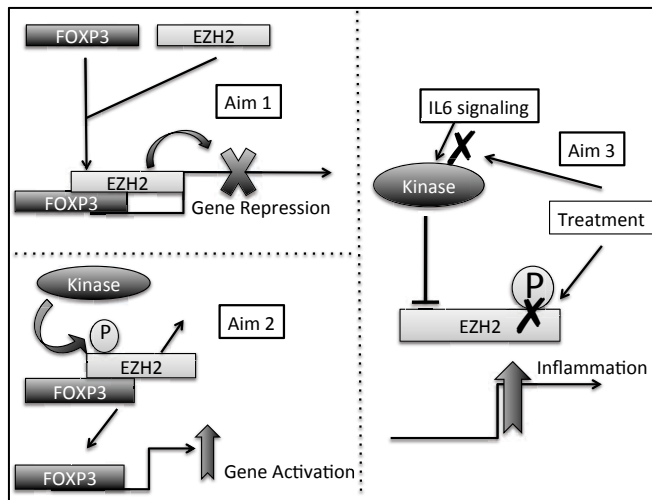 FOXP3
EZH2
Aim 1
EZH2
FOXP3
Gene Repression
Kinase
P
Aim 2
EZH2
FOXP3
FOXP3
Gene Activation
IL6 signaling
Aim 3
Kinase
Treatment
P
EZH2
Inflammation